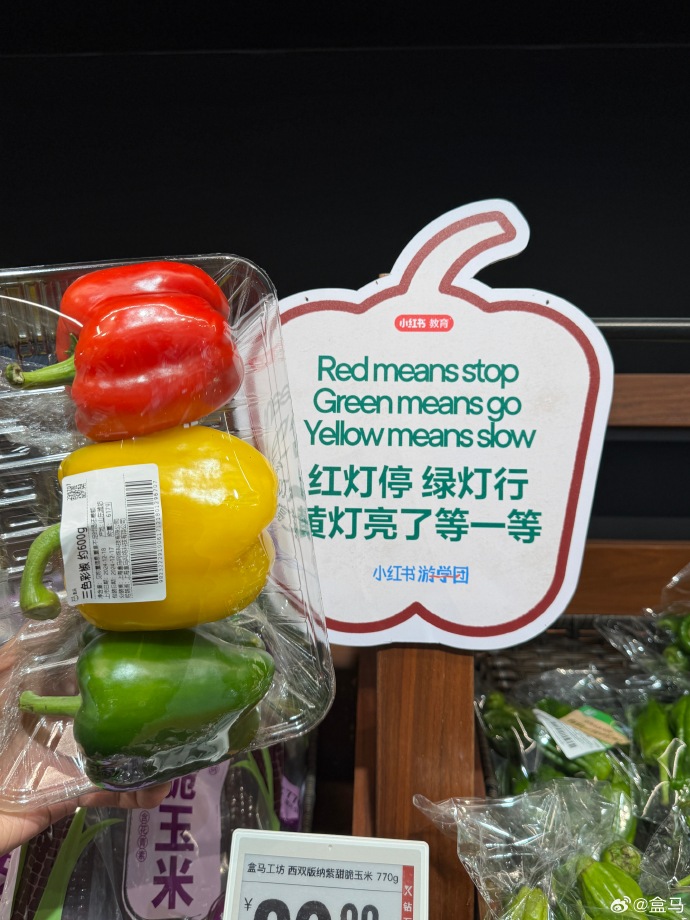 小红书 教育
Red means stop
Green means go
Yellow means slow
红灯停 绿灯行
黄灯亮了等一等
小红书 游学团
三色彩椒 约600g
脆玉米
盒马工坊 西双版纳紫甜脆玉米 770g
¥
@盒马